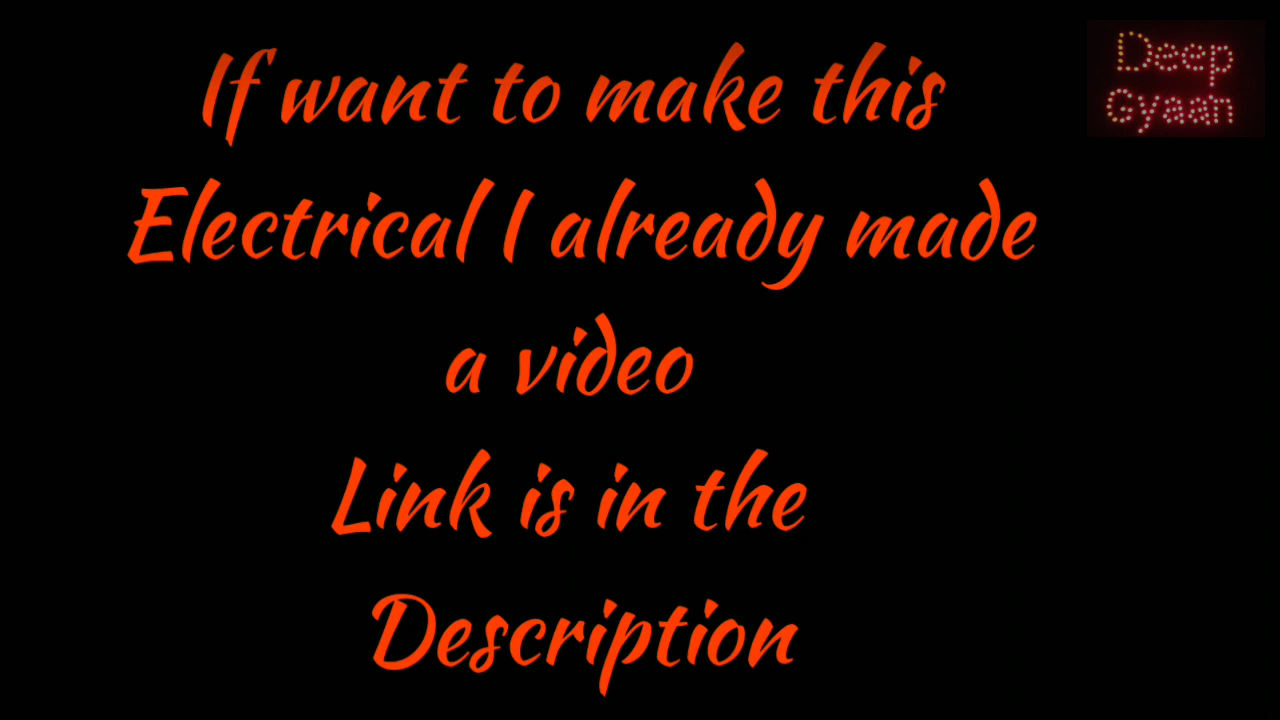 If want to make this
Electrical I already made
a video
Link is in the
Description
Deep
Gyaan